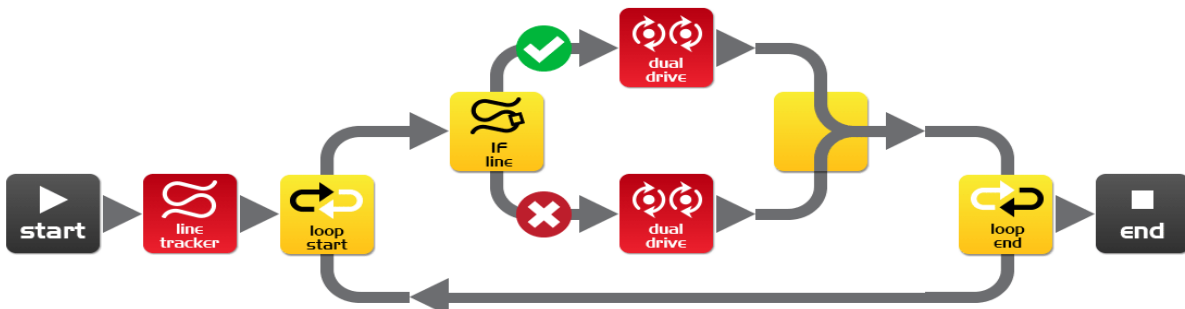 start
line
tracker
loop
start
IF
line
dual
drive
dual
drive
loop
end
end